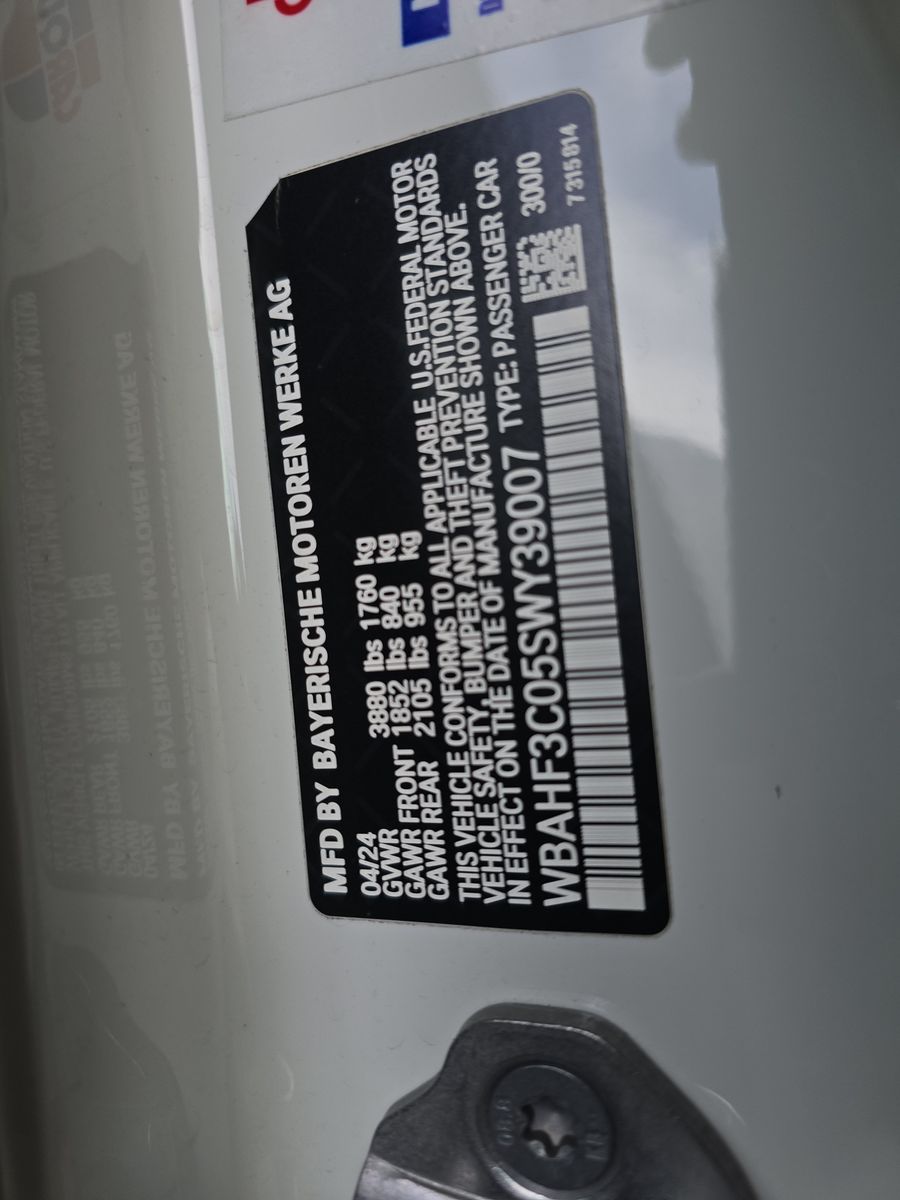 MFD BY BAYERISCHE MOTOREN WERKE AG
04/24
GVWR 3880 lbs 1760 kg
GAWR FRONT 1852 lbs 840 kg
GAWR REAR 2105 lbs 955 kg
THIS VEHICLE CONFORMS TO ALL APPLICABLE U.S.FEDERAL MOTOR
VEHICLE SAFETY, BUMPER AND THEFT PREVENTION STANDARDS
IN EFFECT ON THE DATE OF MANUFACTURE SHOWN ABOVE.
WBAHF3C05SWY39007 TYPE: PASSENGER CAR
300/0
7 315 814